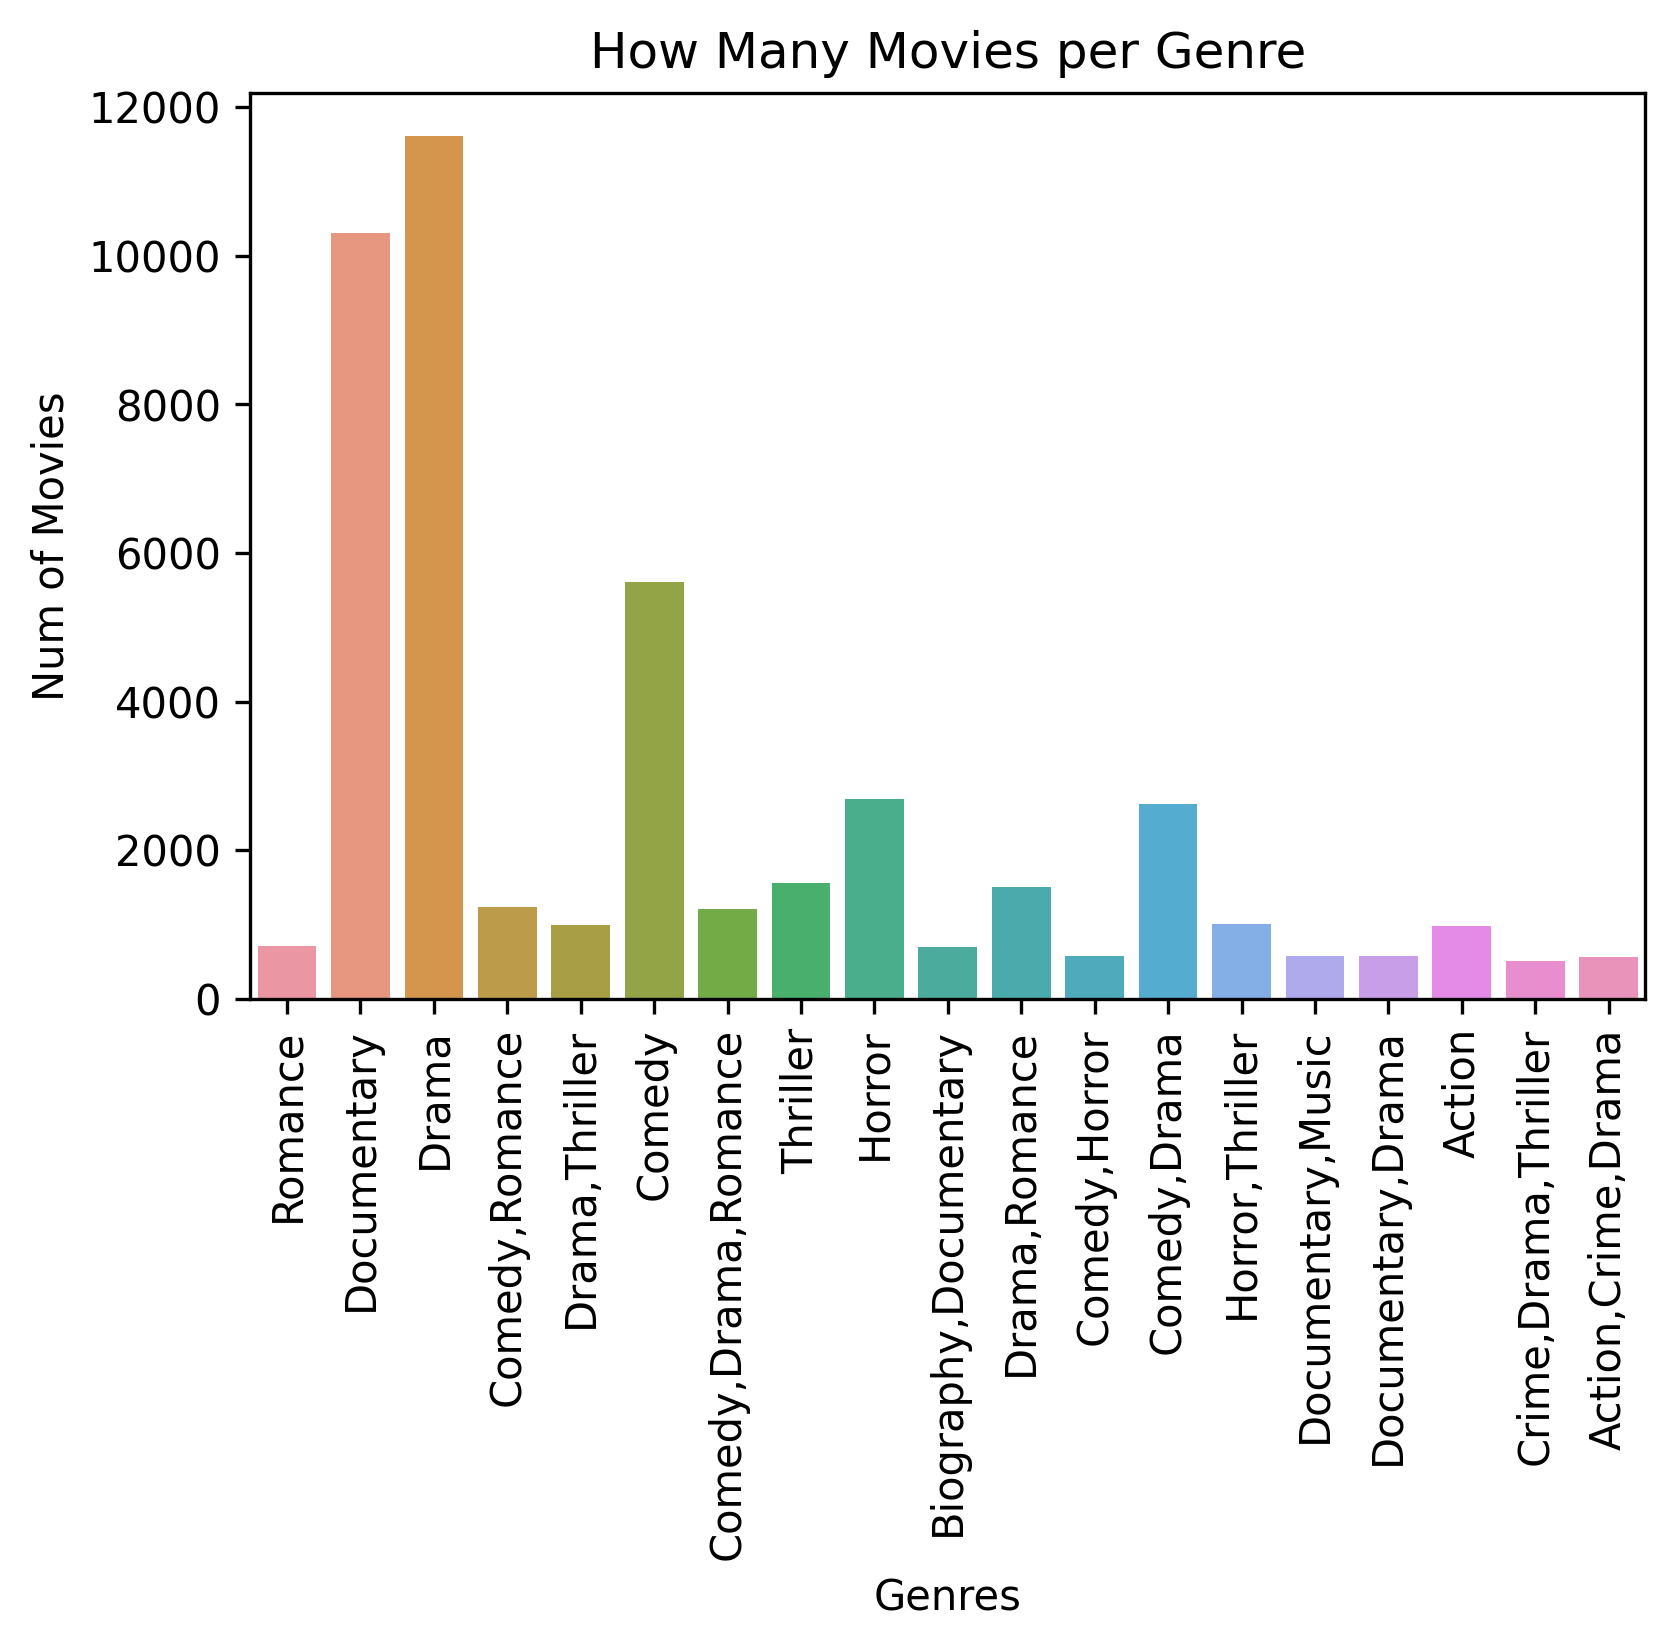 How Many Movies per Genre
12000
10000
8000
6000
4000
2000
0
Num of Movies
Romance
Documentary
Drama
Comedy,Romance
Drama,Thriller
Comedy
Comedy,Drama,Romance
Thriller
Horror
Biography,Documentary
Drama,Romance
Comedy,Horror
Comedy,Drama
Horror,Thriller
Documentary,Music
Documentary,Drama
Action
Crime,Drama,Thriller
Action,Crime,Drama
Genres